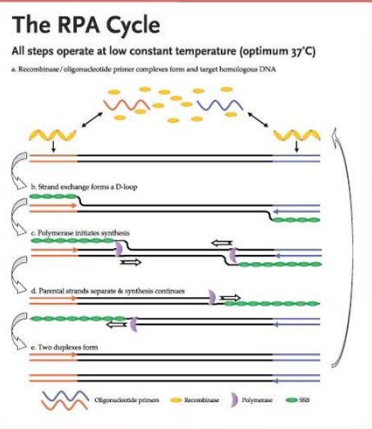 The RPA Cycle
All steps operate at low constant temperature (optimum 37°C)
a. Recombinase/oligonucleotide primer complexes form and target homologous DNA
b. Strand exchange forms a D-loop
c. Polymerase initiates synthesis
d. Parental strands separate & synthesis continues
e. Two duplexes form
Oligonucleotide primers Recombinase Polymerase SSB